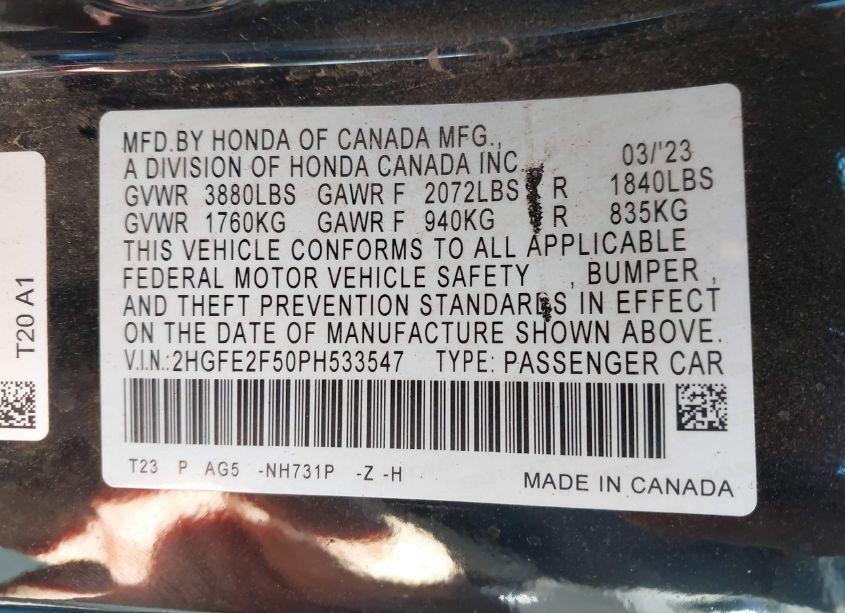 MFD.BY HONDA OF CANADA MFG.,
A DIVISION OF HONDA CANADA INC. 03/'23
GVWR 3880LBS GAWR F 2072LBS R 1840LBS
GVWR 1760KG GAWR F 940KG R 835KG
THIS VEHICLE CONFORMS TO ALL APPLICABLE
FEDERAL MOTOR VEHICLE SAFETY , BUMPER ,
AND THEFT PREVENTION STANDARDS IN EFFECT
ON THE DATE OF MANUFACTURE SHOWN ABOVE.
V.I.N.:2HGFE2F50PH533547 TYPE: PASSENGER CAR
T23 P AG5 -NH731P -Z -H
MADE IN CANADA
T20 A1